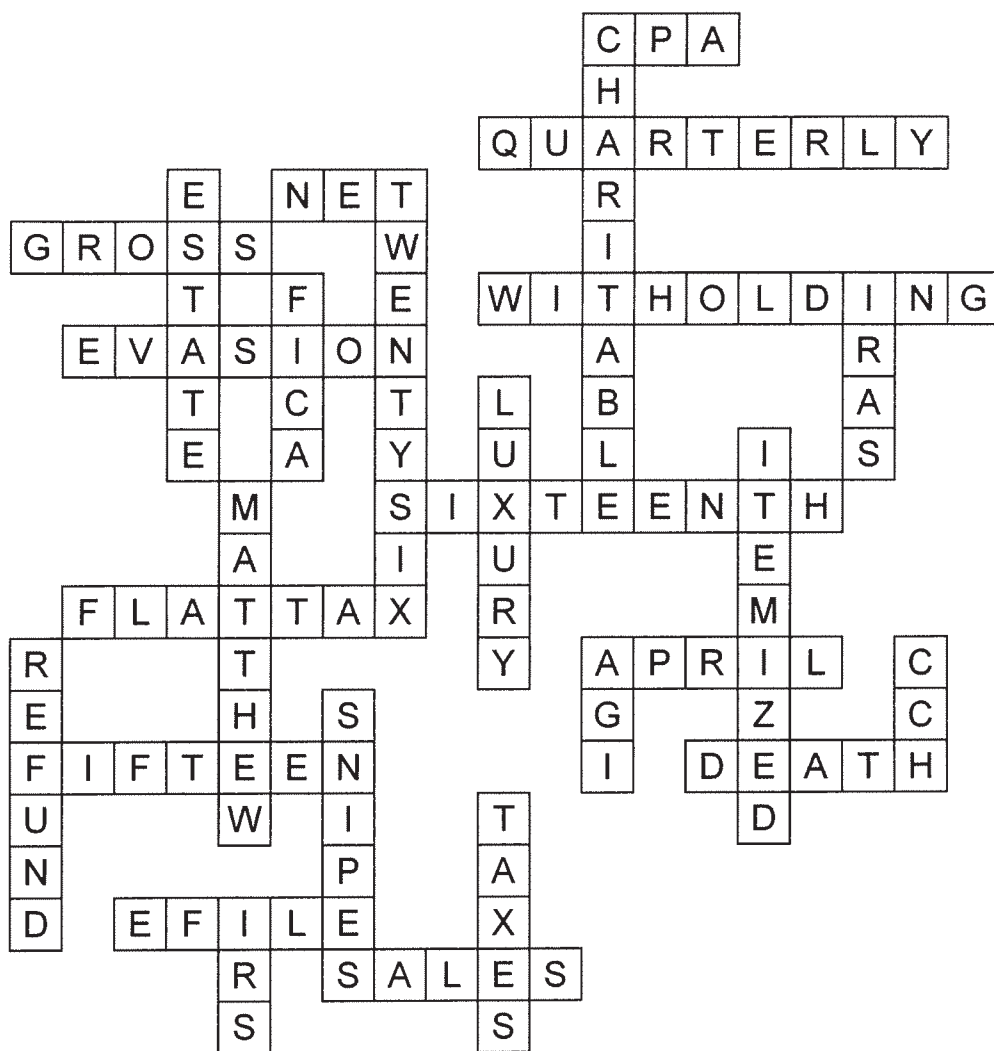 CPA
CHARITABLE
QUARTERLY
ESTATE
NET
TWENTYSIX
GROSS
FICA
WITHOLDING
IRAS
EVASION
LUXURY
ITEMIZED
MATTHEW
SIXTEENTH
FLATTAX
REFUND
APRIL
AGI
CCH
SNIPES
FIFTEEN
DEATH
TAXES
EFILE
IRS
SALES